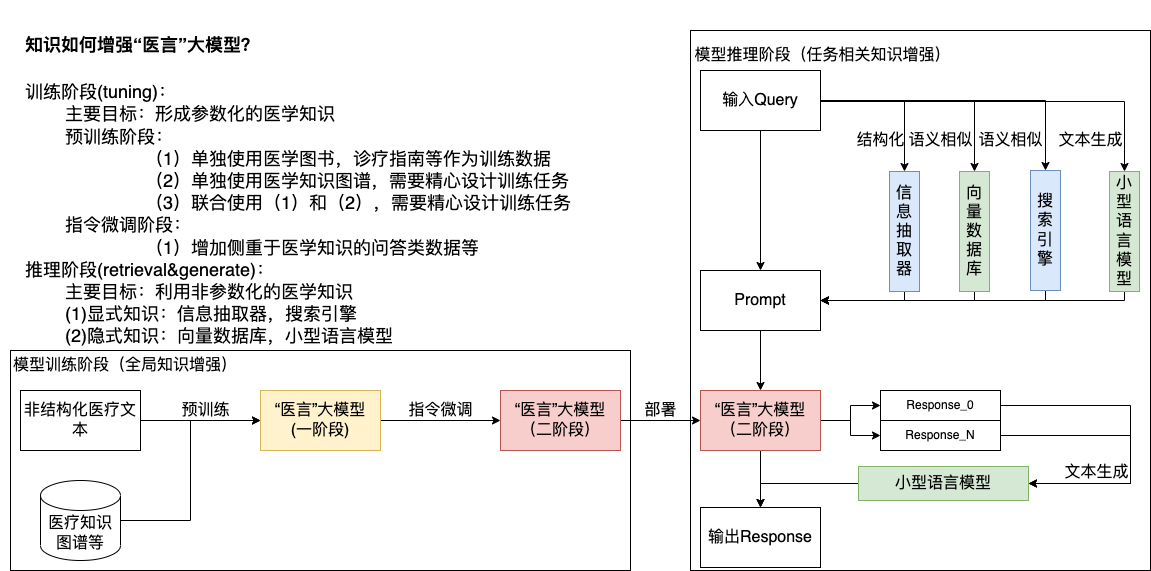 知识如何增强“医言”大模型?
训练阶段(tuning)：
主要目标：形成参数化的医学知识
预训练阶段：
（1）单独使用医学图书，诊疗指南等作为训练数据
（2）单独使用医学知识图谱，需要精心设计训练任务
（3）联合使用（1）和（2），需要精心设计训练任务
指令微调阶段：
（1）增加侧重于医学知识的问答类数据等
推理阶段(retrieval&generate)：
主要目标：利用非参数化的医学知识
(1)显式知识：信息抽取器，搜索引擎
(2)隐式知识：向量数据库，小型语言模型
模型训练阶段（全局知识增强）
非结构化医疗文
本
预训练
“医言”大模型
(一阶段)
指令微调
“医言”大模型
（二阶段）
部署
医疗知识
图谱等
模型推理阶段（任务相关知识增强）
输入Query
结构化
语义相似
语义相似
文本生成
信息抽取器
向量数据库
搜索引擎
小型语言模型
Prompt
“医言”大模型
（二阶段）
Response_0
Response_N
文本生成
小型语言模型
输出Response